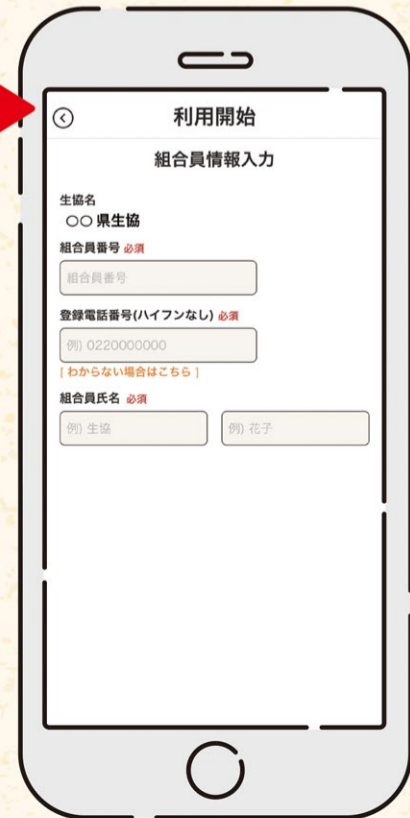 利用開始
組合員情報入力
生協名
○○県生協
組合員番号 必須
組合員番号
登録電話番号(ハイフンなし) 必須
例) 0220000000
[ わからない場合はこちら ]
組合員氏名 必須
例) 生協 例) 花子